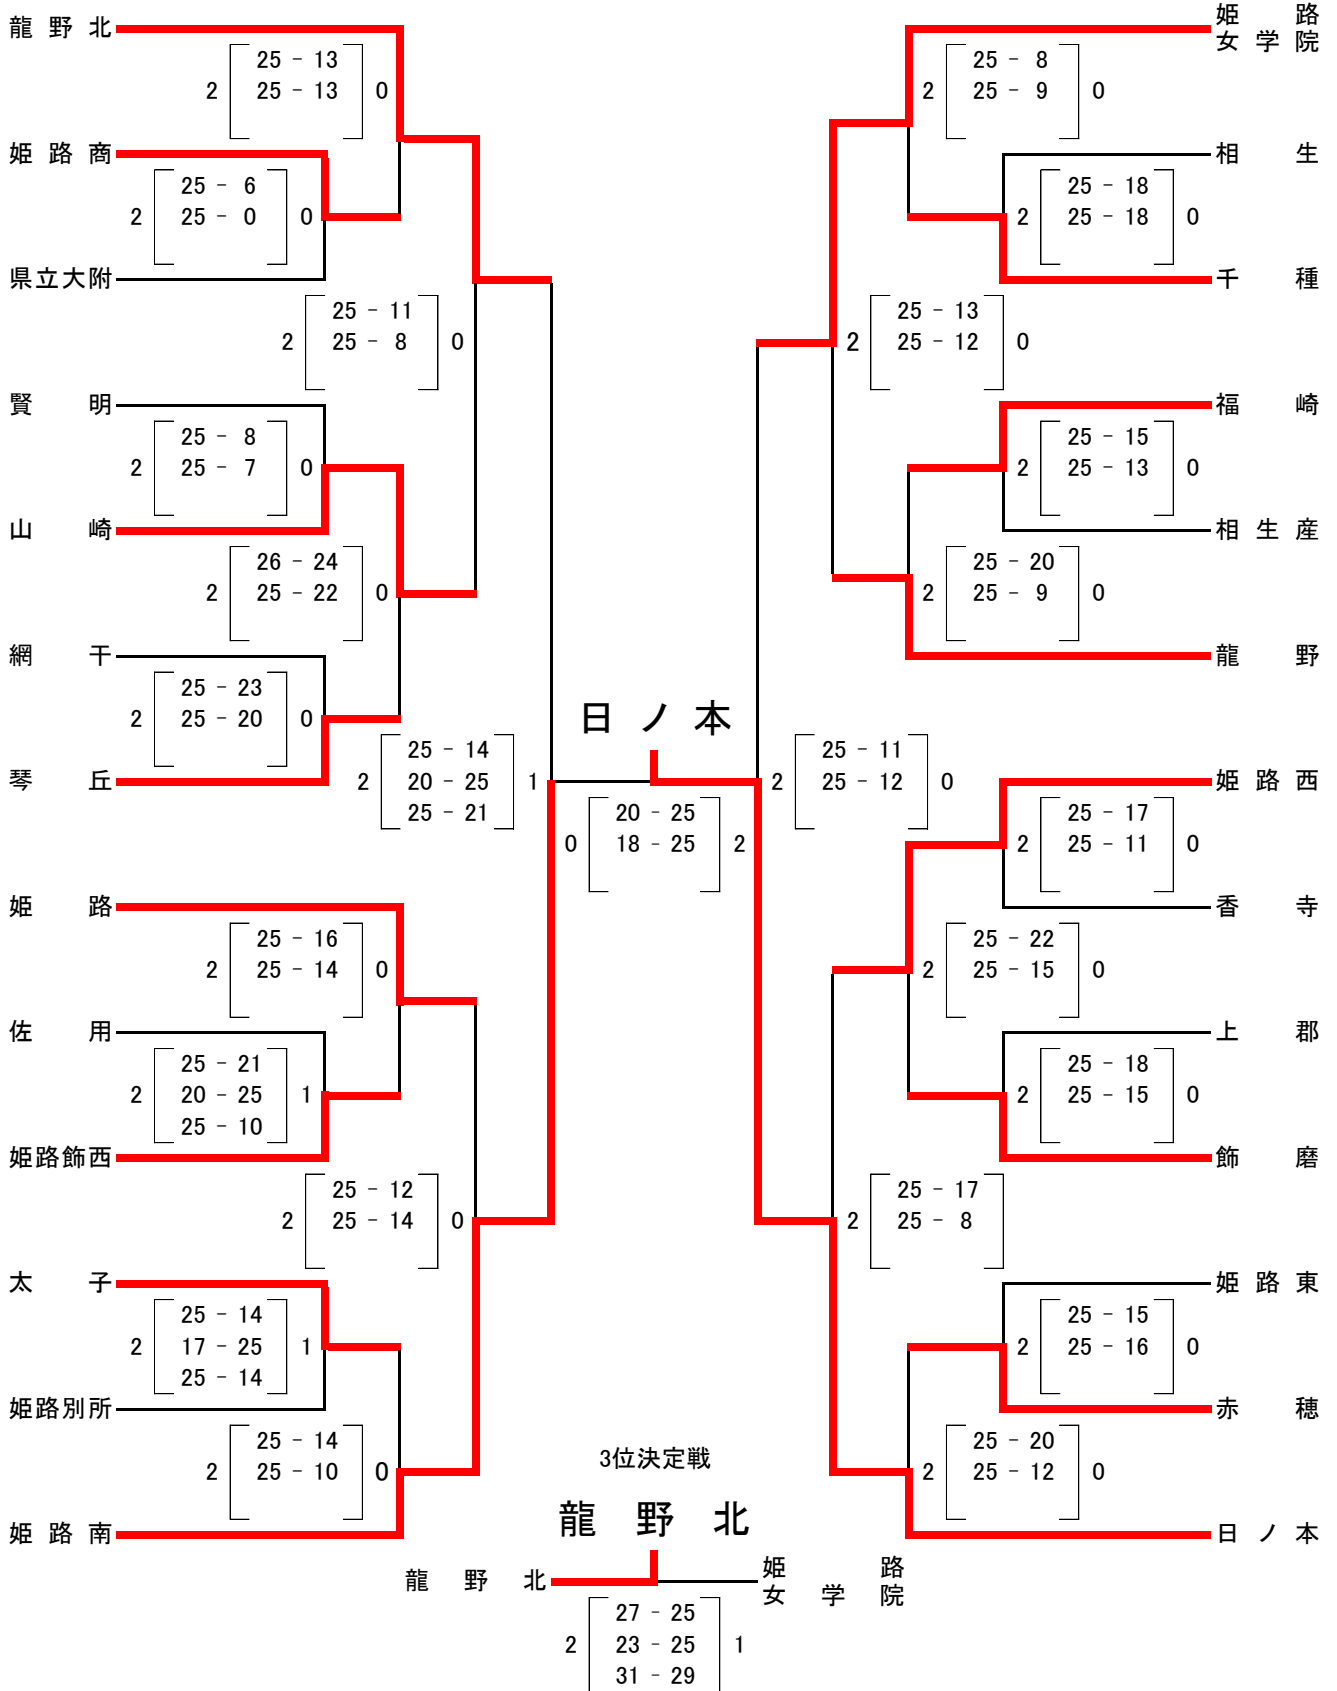 龍野北
25 - 13
2 25 - 13 0
姫路商
25 - 6
2 25 - 0 0
県立大附
25 - 11
2 25 - 8 0
賢明
25 - 8
2 25 - 7 0
山崎
26 - 24
2 25 - 22 0
網干
25 - 23
2 25 - 20 0
琴丘
25 - 14
2 20 - 25 1
25 - 21
姫路
25 - 16
2 25 - 14 0
佐用
25 - 21
2 20 - 25 1
25 - 10
姫路飾西
25 - 12
2 25 - 14 0
太子
25 - 14
2 17 - 25 1
25 - 14
姫路別所
25 - 14
2 25 - 10 0
姫路南
日ノ本
20 - 25
0 18 - 25 2
姫路
女学院
25 - 8
2 25 - 9 0
相生
25 - 18
2 25 - 18 0
千種
25 - 13
2 25 - 12 0
福崎
25 - 15
2 25 - 13 0
相生産
25 - 20
2 25 - 9 0
龍野
25 - 11
2 25 - 12 0
姫路西
25 - 17
2 25 - 11 0
香寺
25 - 22
2 25 - 15 0
上郡
25 - 18
2 25 - 15 0
飾磨
25 - 17
2 25 - 8
姫路東
25 - 15
2 25 - 16 0
赤穂
25 - 20
2 25 - 12 0
日ノ本
3位決定戦
龍野北
龍野北
姫路
女学院
27 - 25
2 23 - 25 1
31 - 29